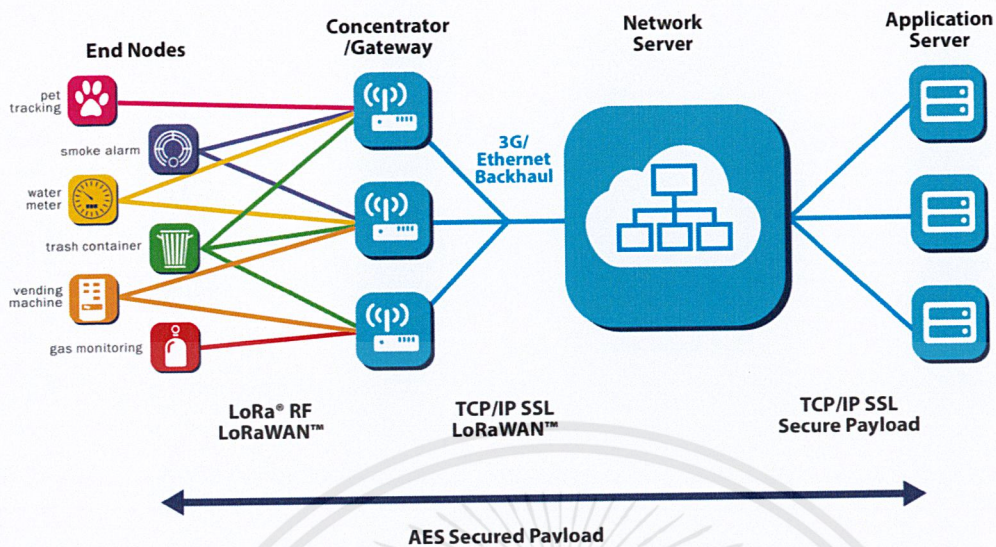 End Nodes
Concentrator
/Gateway
Network
Server
Application
Server
pet
tracking
smoke alarm
water
meter
trash container
vending
machine
gas monitoring
3G/
Ethernet
Backhaul
LoRa® RF
LoRaWAN™
TCP/IP SSL
LoRaWAN™
TCP/IP SSL
Secure Payload
AES Secured Payload